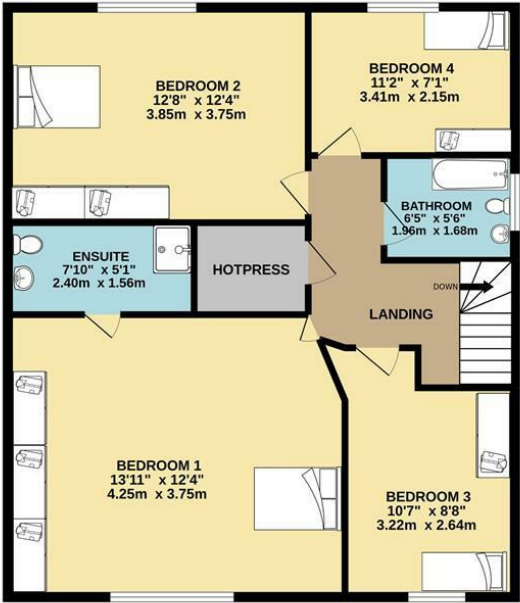 BEDROOM 2
12'8" x 12'4"
3.85m x 3.75m
BEDROOM 4
11'2" x 7'1"
3.41m x 2.15m
BATHROOM
6'5" x 5'6"
1.96m x 1.68m
ENSUITE
7'10" x 5'1"
2.40m x 1.56m
HOTPRESS
DOWN
LANDING
BEDROOM 1
13'11" x 12'4"
4.25m x 3.75m
BEDROOM 3
10'7" x 8'8"
3.22m x 2.64m